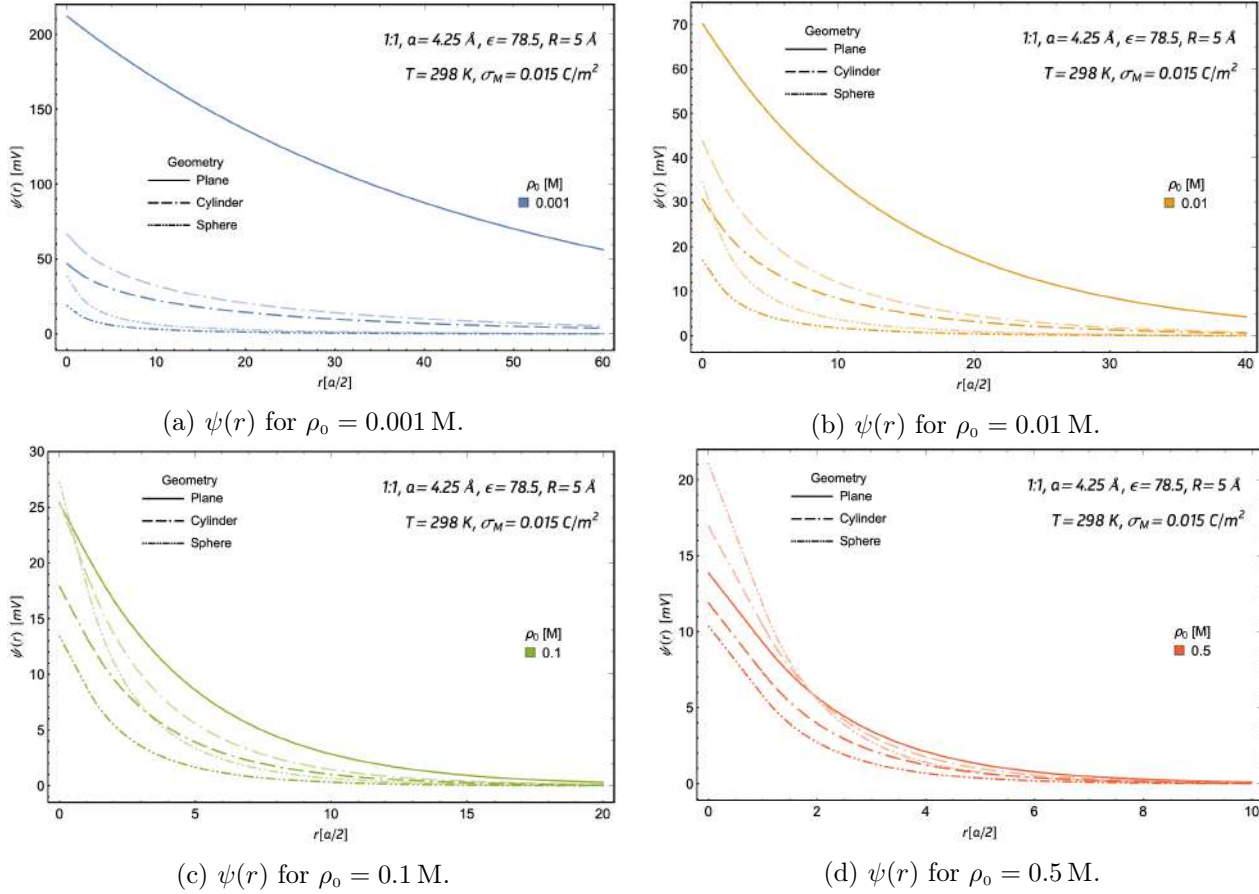 200
150
100
50
0
ψ(r) [mV]
1:1, a = 4.25 Å, ϵ = 78.5, R = 5 Å
T = 298 K, σM = 0.015 C/m²
Geometry
Plane
Cylinder
Sphere
ρ0 [M]
0.001
0 10 20 30 40 50 60
r[a/2]
(a) ψ(r) for ρ0 = 0.001 M.
70
60
50
40
30
20
10
0
ψ(r) [mV]
Geometry
Plane
Cylinder
Sphere
1:1, a = 4.25 Å, ϵ = 78.5, R = 5 Å
T = 298 K, σM = 0.015 C/m²
ρ0 [M]
0.01
0 10 20 30 40
r[a/2]
(b) ψ(r) for ρ0 = 0.01 M.
30
25
20
15
10
5
0
ψ(r) [mV]
Geometry
Plane
Cylinder
Sphere
1:1, a = 4.25 Å, ϵ = 78.5, R = 5 Å
T = 298 K, σM = 0.015 C/m²
ρ0 [M]
0.1
0 5 10 15 20
r[a/2]
(c) ψ(r) for ρ0 = 0.1 M.
20
15
10
5
0
ψ(r) [mV]
Geometry
Plane
Cylinder
Sphere
1:1, a = 4.25 Å, ϵ = 78.5, R = 5 Å
T = 298 K, σM = 0.015 C/m²
ρ0 [M]
0.5
0 2 4 6 8 10
r[a/2]
(d) ψ(r) for ρ0 = 0.5 M.